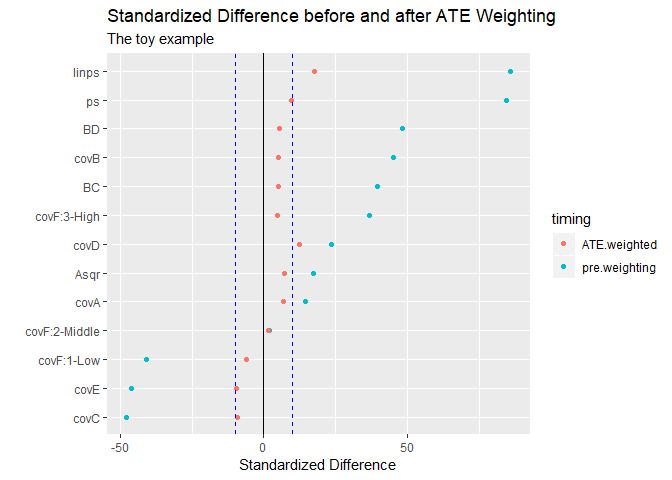 Standardized Difference before and after ATE Weighting
The toy example
linps
ps
BD
covB
BC
covF:3-High
covD
Asqr
covA
covF:2-Middle
covF:1-Low
covE
covC
-50 0 50
Standardized Difference
timing
ATE.weighted
pre.weighting